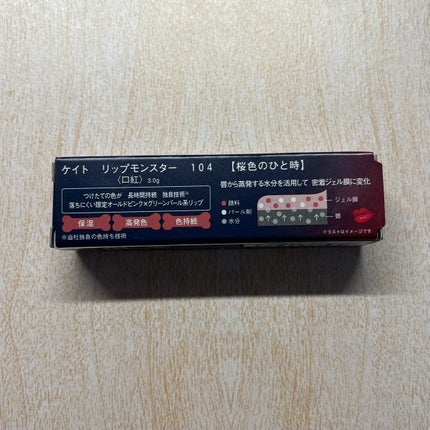 ケイト リップモンスター 104 【桜色のひと時】
〈口紅〉 3.0g
つけたての色が 長時間持続 独自技術※
落ちにくい限定オールドピンク×グリーンパール系リップ
保湿 高発色 色持続
※当社独自の色持ち技術
唇から蒸発する水分を活用して 密着ジェル膜に変化
顔料
パール剤
水分
ジェル膜
唇
イラストはイメージです